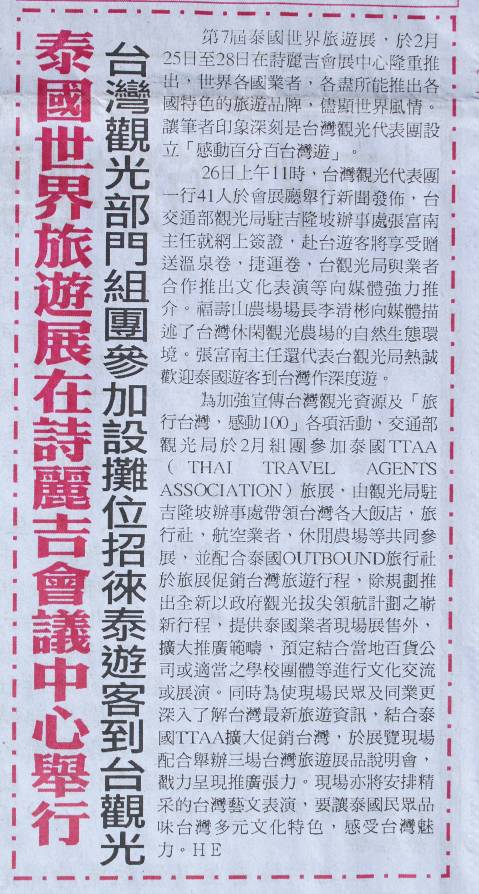 泰國世界旅遊展在詩麗吉會議中心舉行
台灣觀光部門組團參加設攤位招徠泰遊客到台觀光
第7屆泰國世界旅遊展，於2月
25日至28日在詩麗吉會展中心隆重推
出，世界各國業者，各盡所能推出各
國特色的旅遊品牌，儘顯世界風情。
讓筆者印象深刻是台灣觀光代表團設
立「感動百分百台灣遊」。
26日上午11時，台灣觀光代表團
一行41人於會展廳舉行新聞發佈，台
交通部觀光局駐吉隆坡辦事處張富南
主任就網上簽證，赴台遊客將享受贈
送溫泉卷，捷運卷，台觀光局與業者
合作推出文化表演等向媒體強力推
介。福壽山農場場長李清彬向媒體描
述了台灣休閑觀光農場的自然生態環
境。張富南主任還代表台觀光局熱誠
歡迎泰國遊客到台灣作深度遊。
為加強宣傳台灣觀光資源及「旅
行台灣，感動100」各項活動，交通部
觀光局於2月組團參加泰國TTAA
（THAI TRAVEL AGENTS
ASSOCIATION）旅展，由觀光局駐
吉隆坡辦事處帶領台灣各大飯店，旅
行社，航空業者，休閒農場等共同參
展，並配合泰國OUTBOUND旅行社
於旅展促銷台灣旅遊行程，除規劃推
出全新以政府觀光拔尖領航計劃之嶄
新行程，提供泰國業者現場展售外，
擴大推廣範疇，預定結合當地百貨公
司或適當之學校團體等進行文化交流
或展演。同時為使現場民眾及同業更
深入了解台灣最新旅遊資訊，結合泰
國TTAA擴大促銷台灣，於展覽現場
配合舉辦三場台灣旅遊展品說明會，
戮力呈現推廣張力。現場亦將安排精
采的台灣藝文表演，要讓泰國民眾品
味台灣多元文化特色，感受台灣魅
力。HE